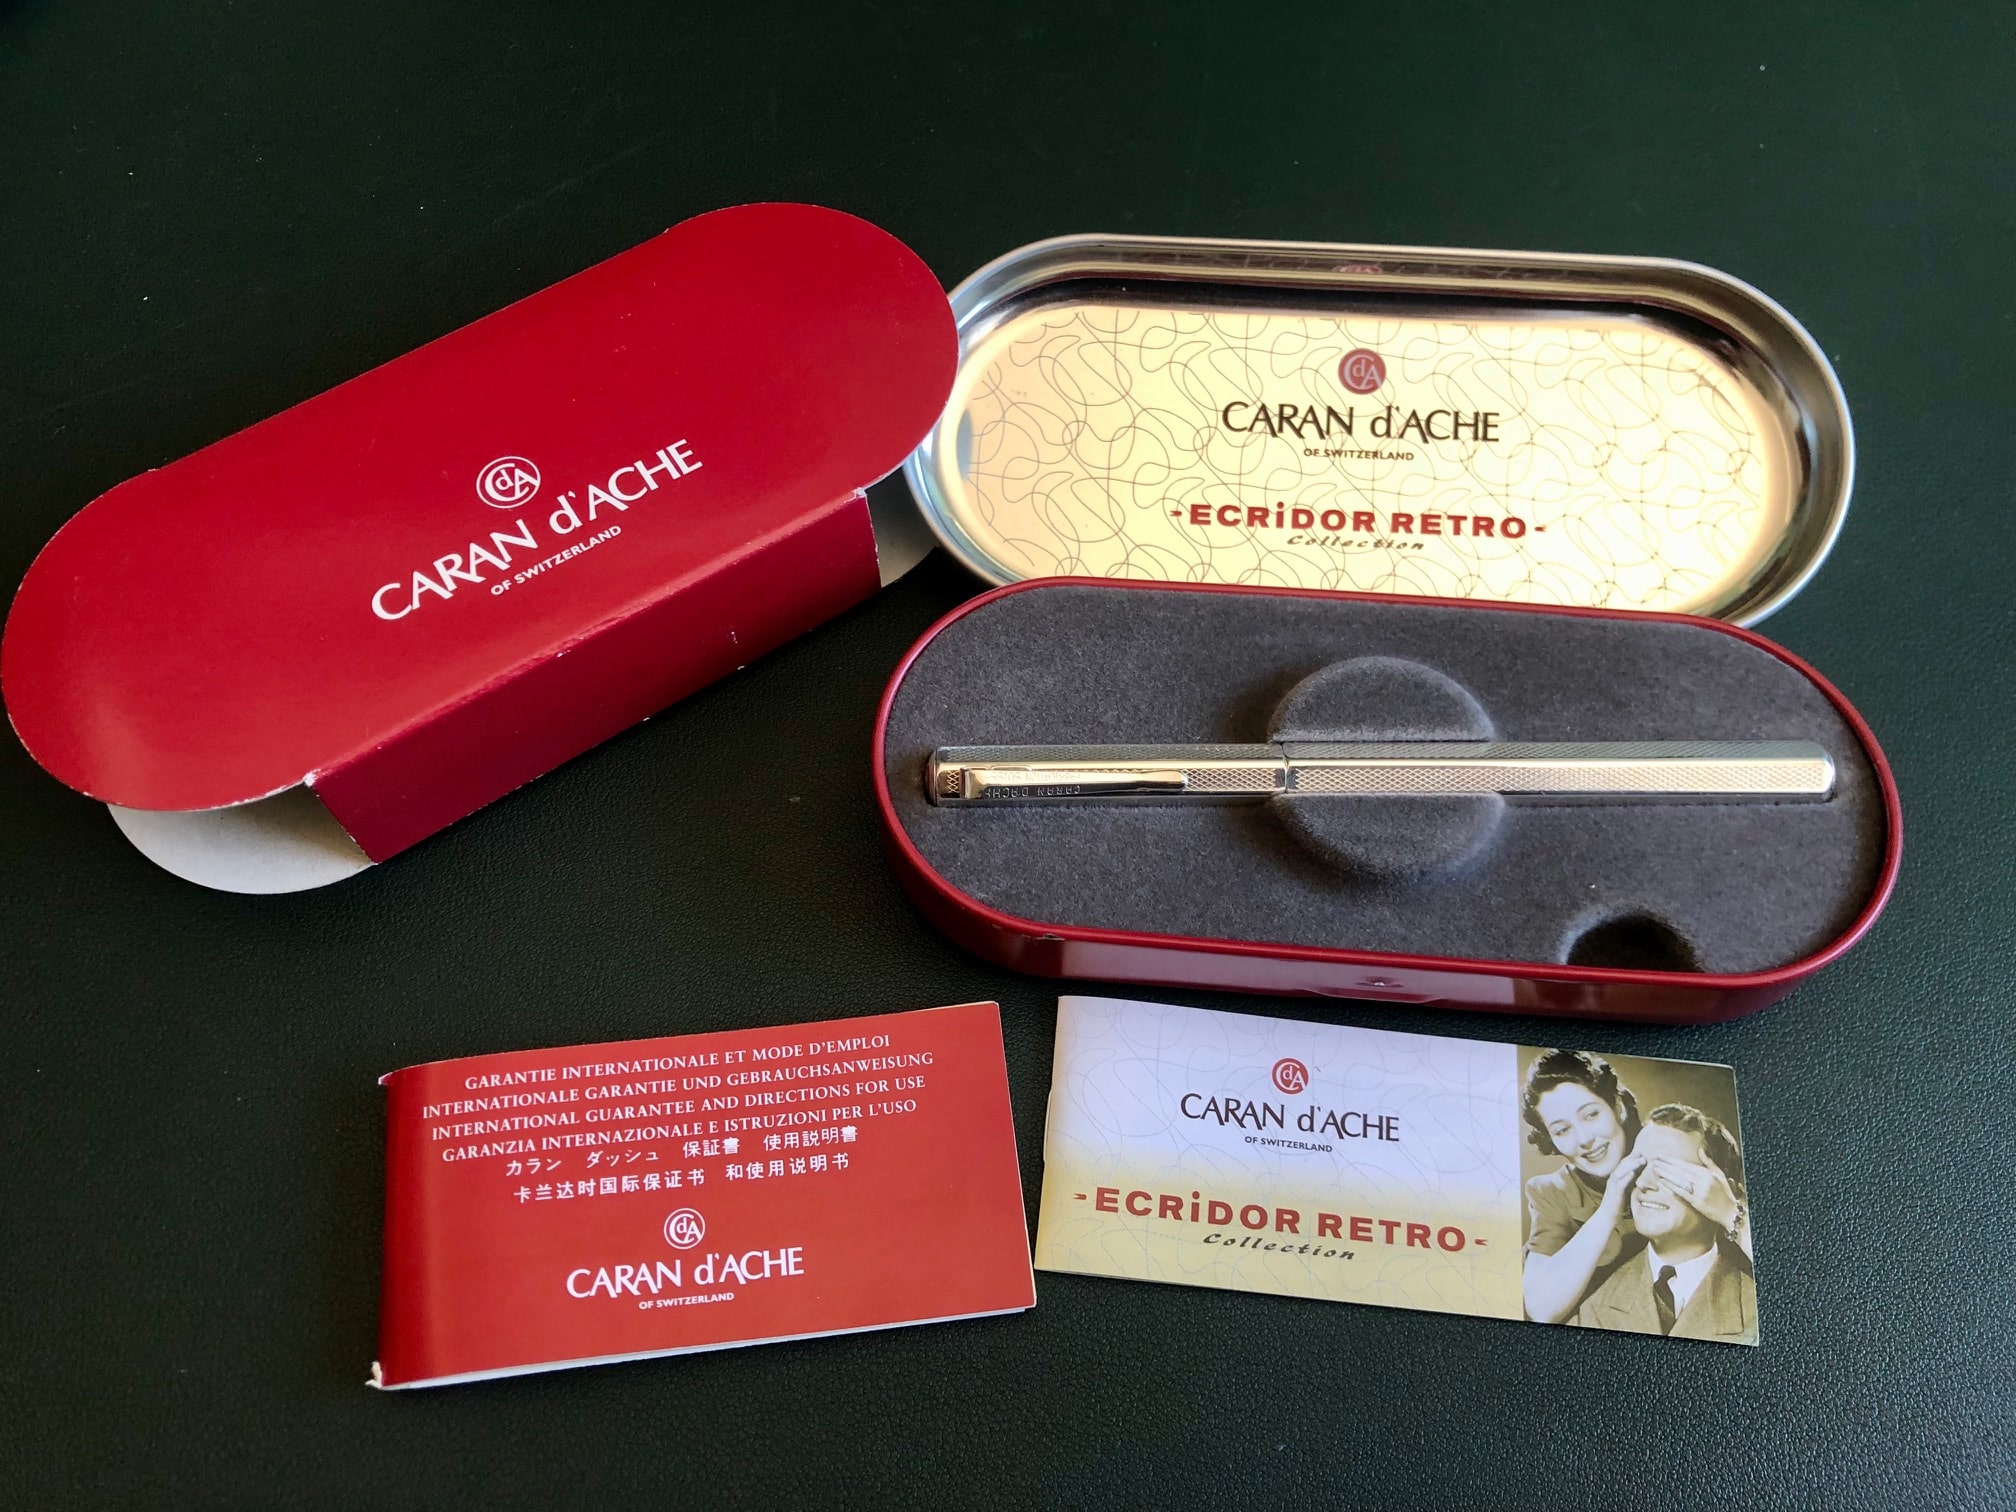 CdA
CARAN d'ACHE
OF SWITZERLAND
CdA
CARAN d'ACHE
OF SWITZERLAND
-ECRiDOR RETRO-
Collection
CARAN D'ACHE
GARANTIE INTERNATIONALE ET MODE D'EMPLOI
INTERNATIONALE GARANTIE UND GEBRAUCHSANWEISUNG
INTERNATIONAL GUARANTEE AND DIRECTIONS FOR USE
GARANZIA INTERNAZIONALE E ISTRUZIONI PER L'USO
カラン ダッシュ 保証書 使用説明書
卡兰达时国际保证书 和使用说明书
CdA
CARAN d'ACHE
OF SWITZERLAND
CdA
CARAN d'ACHE
OF SWITZERLAND
-ECRiDOR RETRO-
Collection